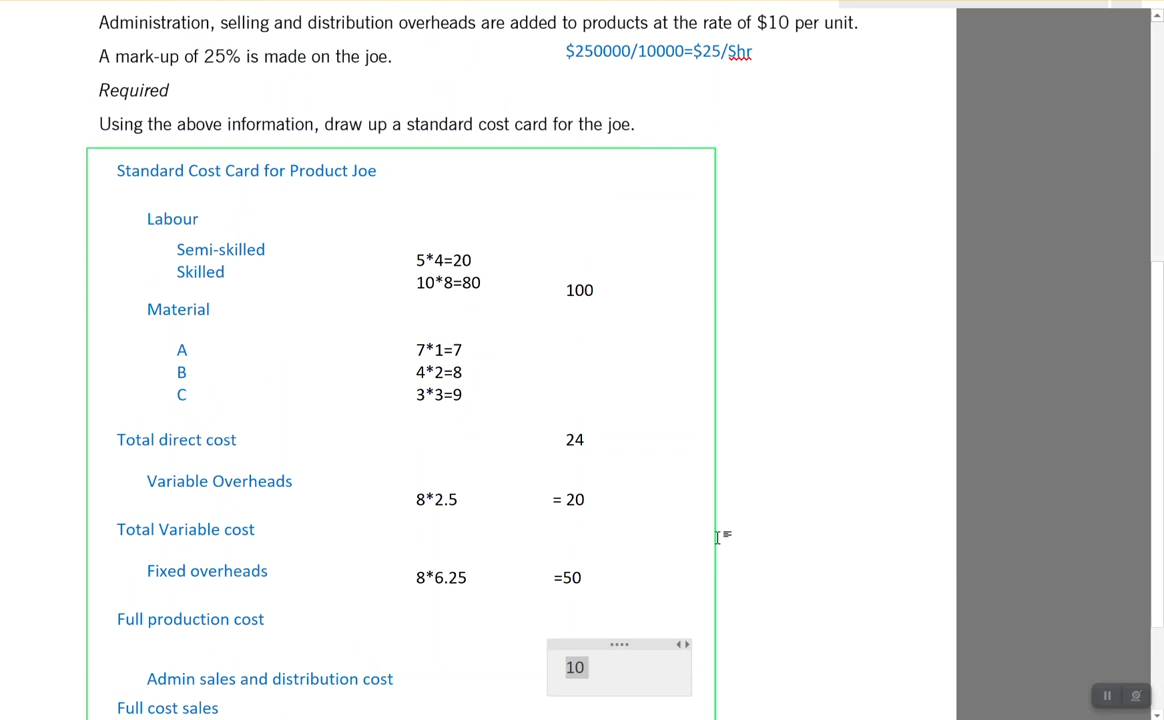 Administration, selling and distribution overheads are added to products at the rate of $10 per unit.
A mark-up of 25% is made on the joe.
$250000/10000=$25/Shr
Required
Using the above information, draw up a standard cost card for the joe.
Standard Cost Card for Product Joe
Labour
Semi-skilled 5*4=20
Skilled 10*8=80 100
Material
A 7*1=7
B 4*2=8
C 3*3=9
Total direct cost 24
Variable Overheads
8*2.5 = 20
Total Variable cost
Fixed overheads 8*6.25 =50
Full production cost
10
Admin sales and distribution cost
Full cost sales